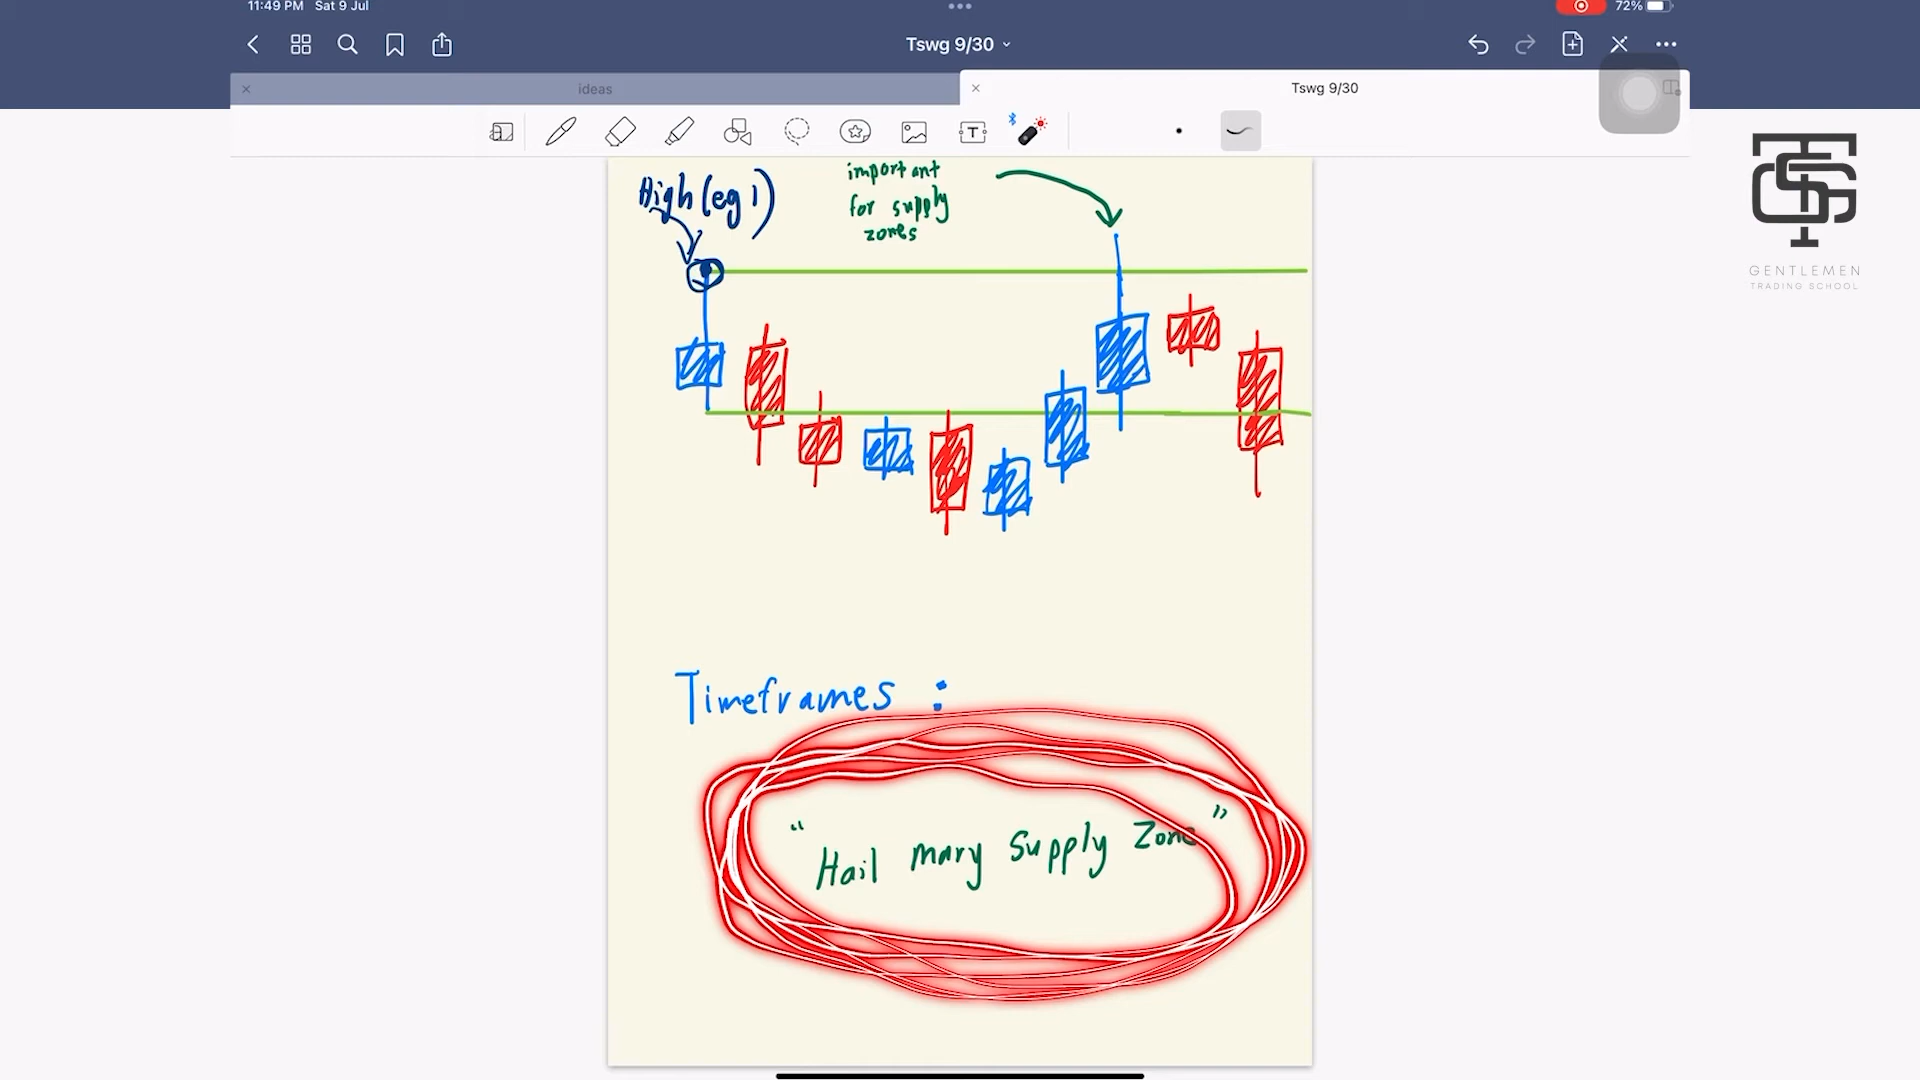 11:49 PM Sat 9 Jul
72%
Tswg 9/30
ideas
Tswg 9/30
T
GENTLEMEN
TRADING SCHOOL
High (eg 1)
important
for supply
zones
Timeframes :
“ Hail mary Supply Zone ”